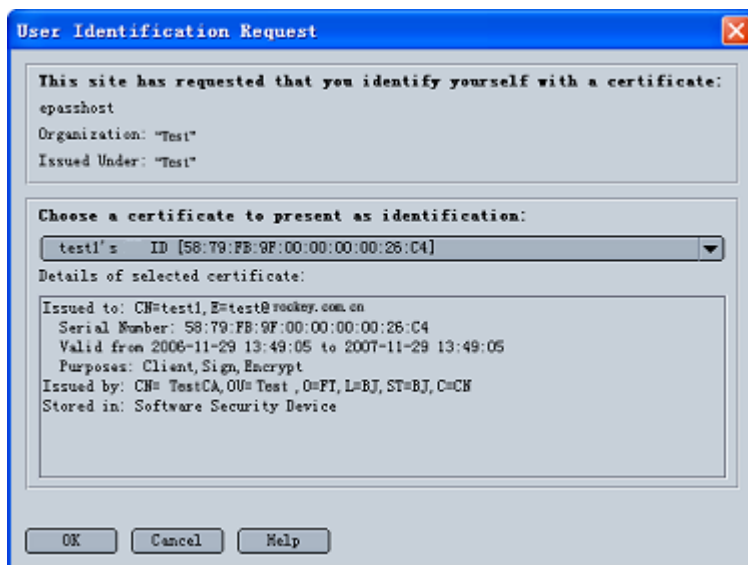 User Identification Request
This site has requested that you identify yourself with a certificate:
epasshost
Organization: "Test"
Issued Under: "Test"
Choose a certificate to present as identification:
test1's ID [58:79:FB:9F:00:00:00:00:26:C4]
Details of selected certificate:
Issued to: CN=test1, E=test@rockey.com.cn
Serial Number: 58:79:FB:9F:00:00:00:00:26:C4
Valid from 2006-11-29 13:49:05 to 2007-11-29 13:49:05
Purposes: Client, Sign, Encrypt
Issued by: CN= TestCA, OU= Test , O=FT, L=BJ, ST=BJ, C=CN
Stored in: Software Security Device
OK Cancel Help